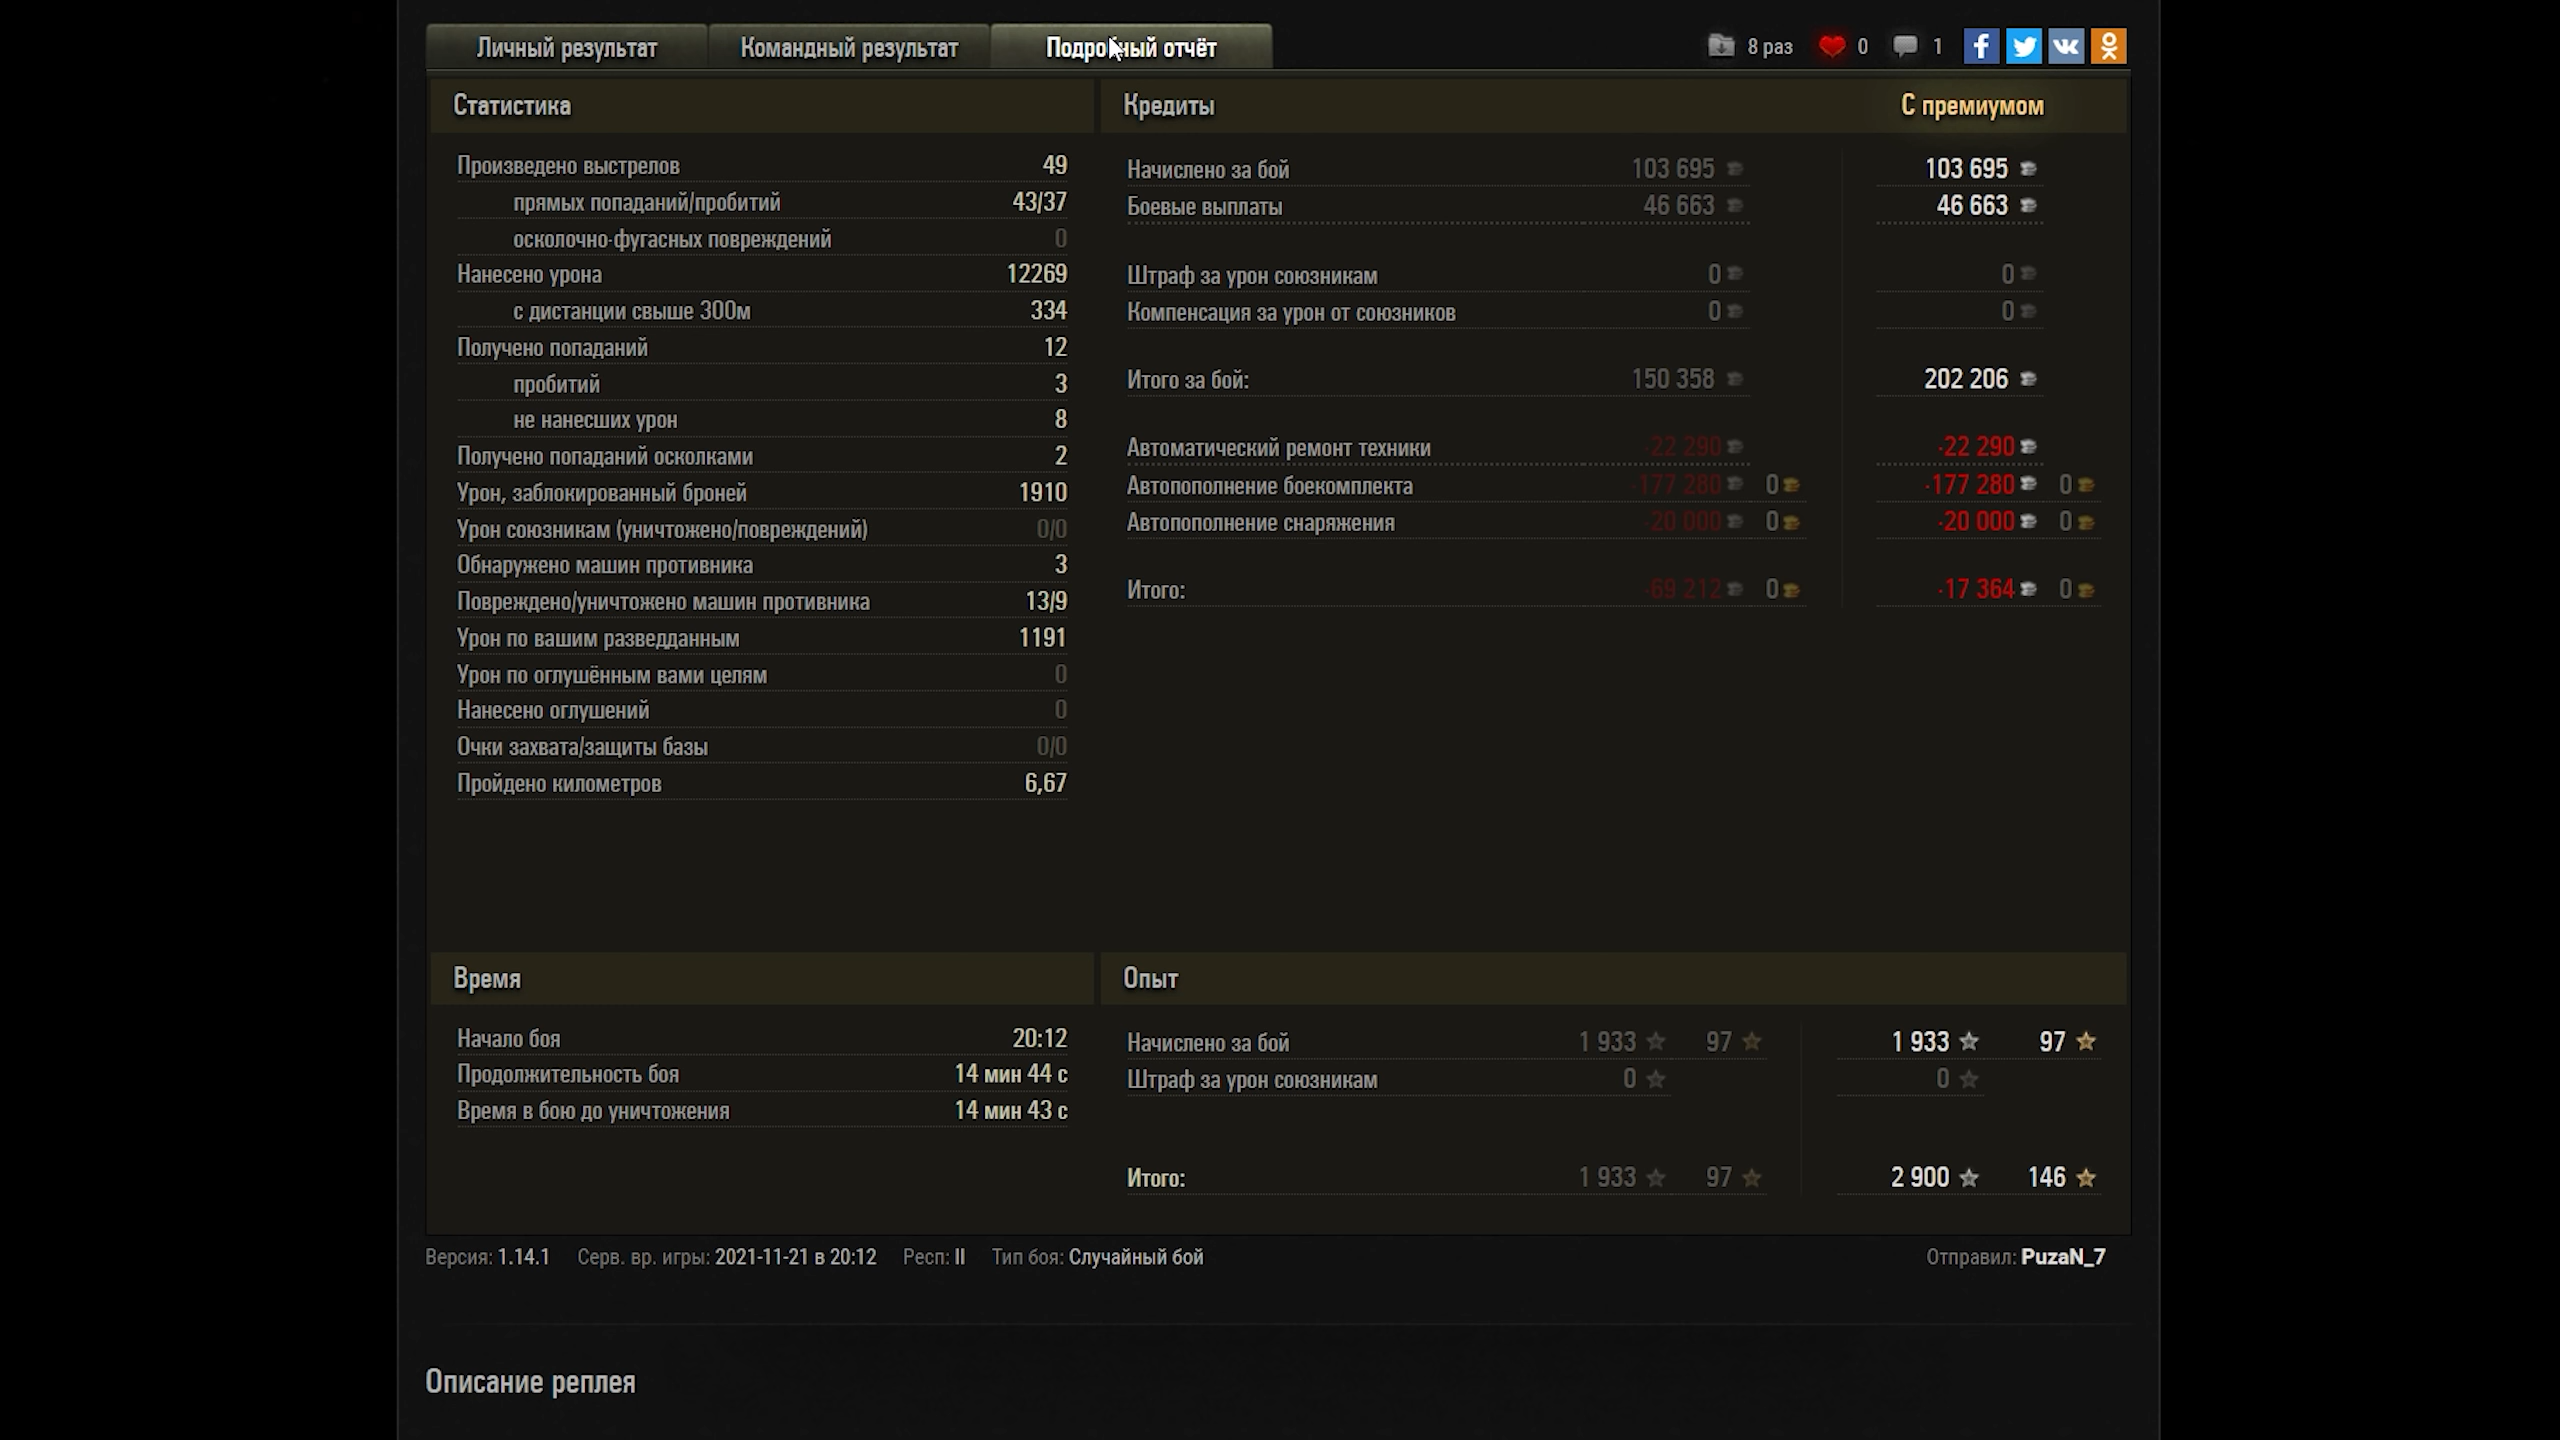 Личный результат Командный результат Подробный отчёт 8 раз 0 1
Статистика
Произведено выстрелов 49
прямых попаданий/пробитий 43/37
осколочно-фугасных повреждений 0
Нанесено урона 12269
с дистанции свыше 300м 334
Получено попаданий 12
пробитий 3
не нанесших урон 8
Получено попаданий осколками 2
Урон, заблокированный броней 1910
Урон союзникам (уничтожено/повреждений) 0/0
Обнаружено машин противника 3
Повреждено/уничтожено машин противника 13/9
Урон по вашим разведданным 1191
Урон по оглушённым вами целям 0
Нанесено оглушений 0
Очки захвата/защиты базы 0/0
Пройдено километров 6,67
Кредиты С премиумом
Начислено за бой 103 695 103 695
Боевые выплаты 46 663 46 663
Штраф за урон союзникам 0 0
Компенсация за урон от союзников 0 0
Итого за бой: 150 358 202 206
Автоматический ремонт техники -22 290 -22 290
Автопополнение боекомплекта -177 280 0 -177 280 0
Автопополнение снаряжения -20 000 0 -20 000 0
Итого: -69 212 0 -17 364 0
Время
Начало боя 20:12
Продолжительность боя 14 мин 44 с
Время в бою до уничтожения 14 мин 43 с
Опыт
Начислено за бой 1 933 97 1 933 97
Штраф за урон союзникам 0 0
Итого: 1 933 97 2 900 146
Версия: 1.14.1 Серв. вр. игры: 2021-11-21 в 20:12 Респ: II Тип боя: Случайный бой Отправил: PuzaN_7
Описание реплея